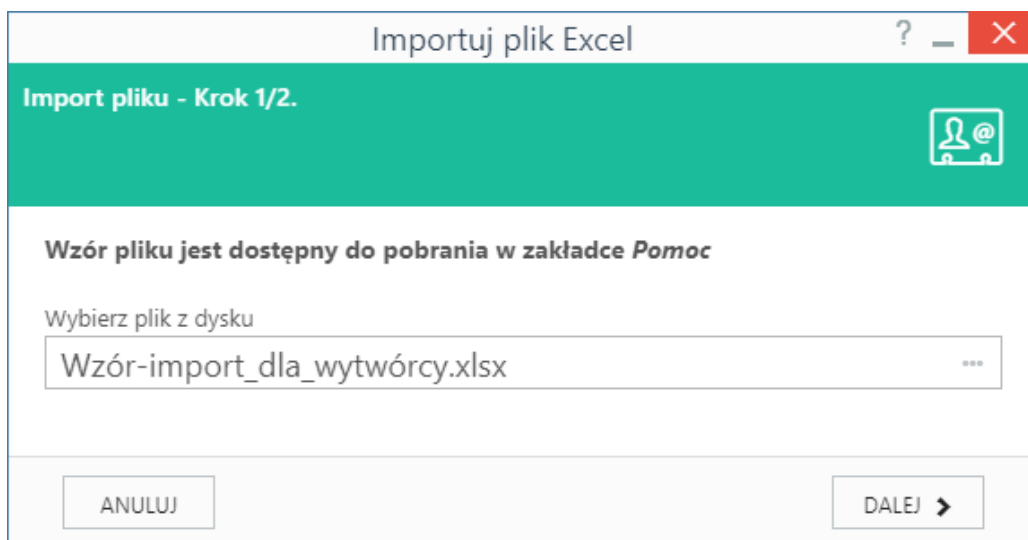 Importuj plik Excel
Import pliku - Krok 1/2.
Wzór pliku jest dostępny do pobrania w zakładce Pomoc
Wybierz plik z dysku
Wzór-import_dla_wytwórcy.xlsx
ANULUJ
DALEJ